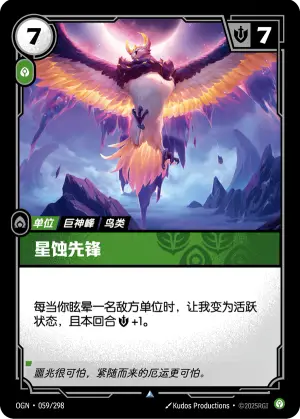 7
7
单位 巨神峰 鸟类
星蚀先锋
每当你眩晕一名敌方单位时，让我变为活跃
状态，且本回合 +1。
噩兆很可怕，紧随而来的厄运更可怕。
OGN • 059/298
Kudos Productions • ©2025RGI